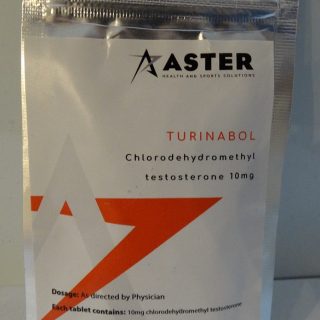 ASTER
HEALTH AND SPORTS SOLUTIONS
TURINABOL
Chlorodehydromethyl
testosterone 10mg
Dosage: As directed by Physician
Each tablet contains: 10mg chlorodehydromethyl testosterone